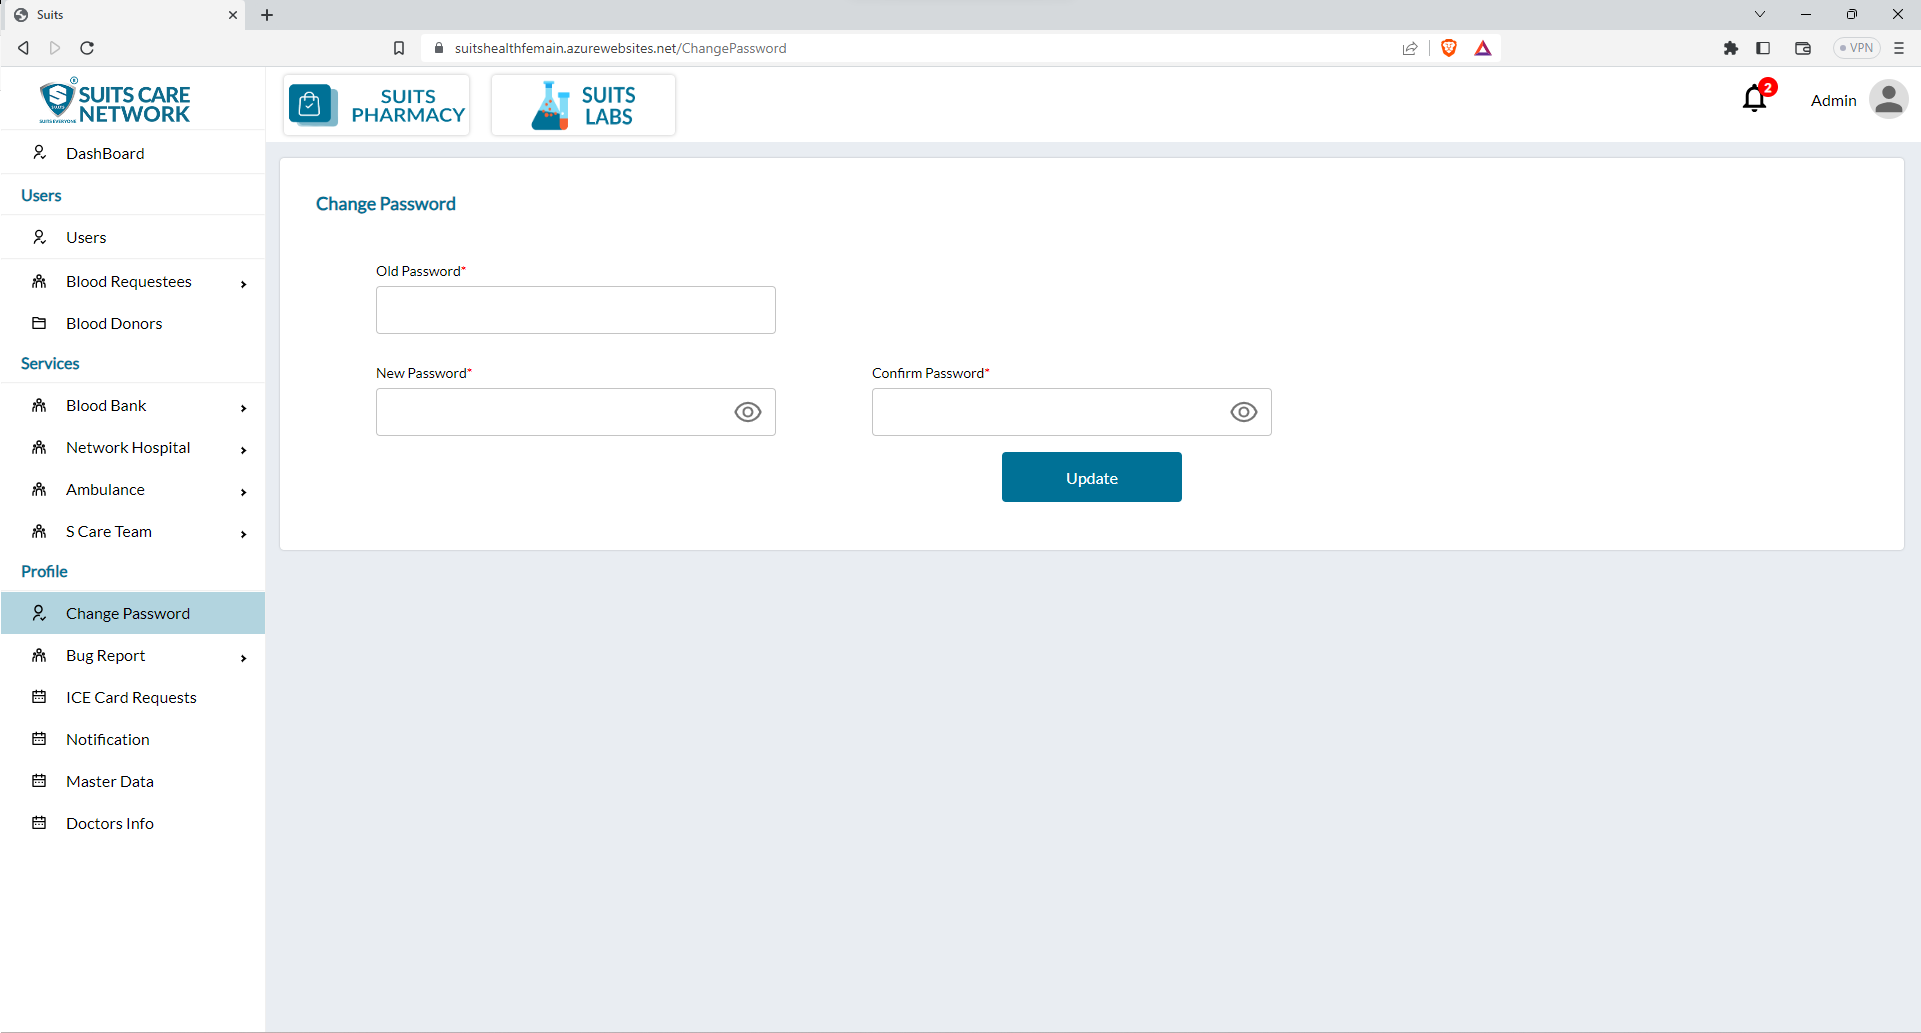 Suits
suitshealthfemain.azurewebsites.net/ChangePassword
VPN
SUITS CARE
NETWORK
SUITS EVERYONE
SUITS
PHARMACY
SUITS
LABS
2
Admin
DashBoard
Users
Users
Blood Requestees
Blood Donors
Services
Blood Bank
Network Hospital
Ambulance
S Care Team
Profile
Change Password
Bug Report
ICE Card Requests
Notification
Master Data
Doctors Info
Change Password
Old Password*
New Password*
Confirm Password*
Update